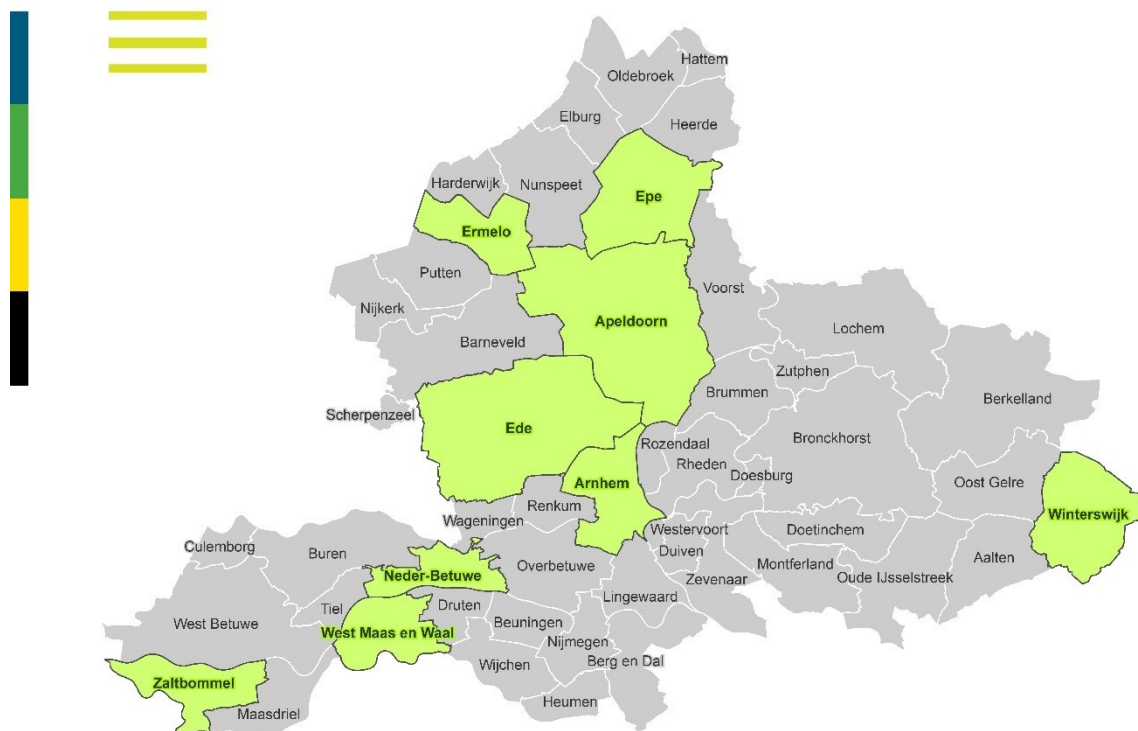 Hattem
Oldebroek
Elburg
Heerde
Harderwijk
Nunspeet
Epe
Ermelo
Putten
Voorst
Nijkerk
Apeldoorn
Lochem
Barneveld
Zutphen
Brummen
Berkelland
Scherpenzeel
Ede
Bronckhorst
Rozendaal
Rheden
Doesburg
Arnhem
Oost Gelre
Renkum
Winterswijk
Wageningen
Westervoort
Doetinchem
Culemborg
Buren
Duiven
Aalten
Overbetuwe
Montferland
Neder-Betuwe
Zevenaar
Oude IJsselstreek
Lingewaard
Tiel
Druten
West Betuwe
Beuningen
West Maas en Waal
Nijmegen
Wijchen
Berg en Dal
Zaltbommel
Heumen
Maasdriel